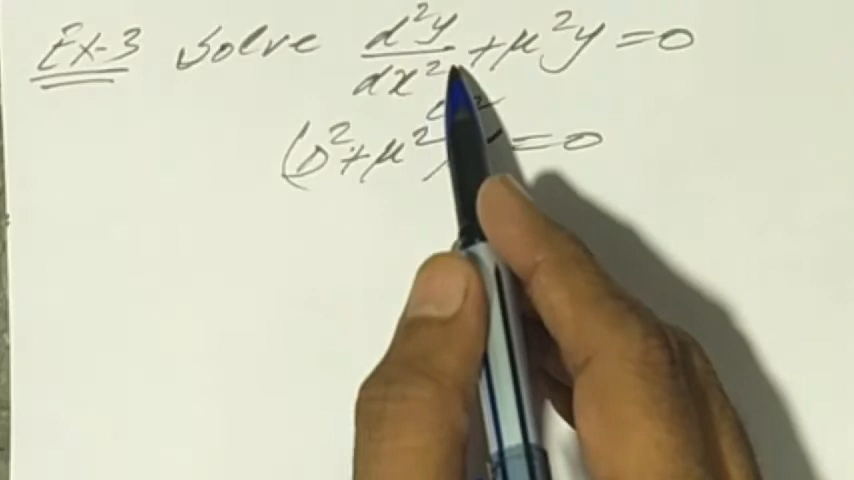 Ex-3 Solve d²y/dx² + μ²y = 0
(D² + μ²) = 0